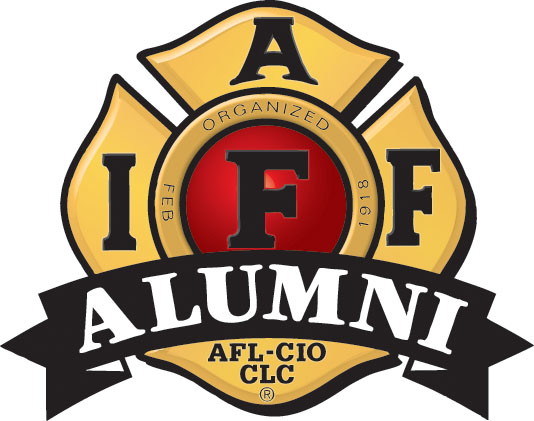 A
ORGANIZED
I F F
FEB 1918
ALUMNI
AFL-CIO
CLC
®